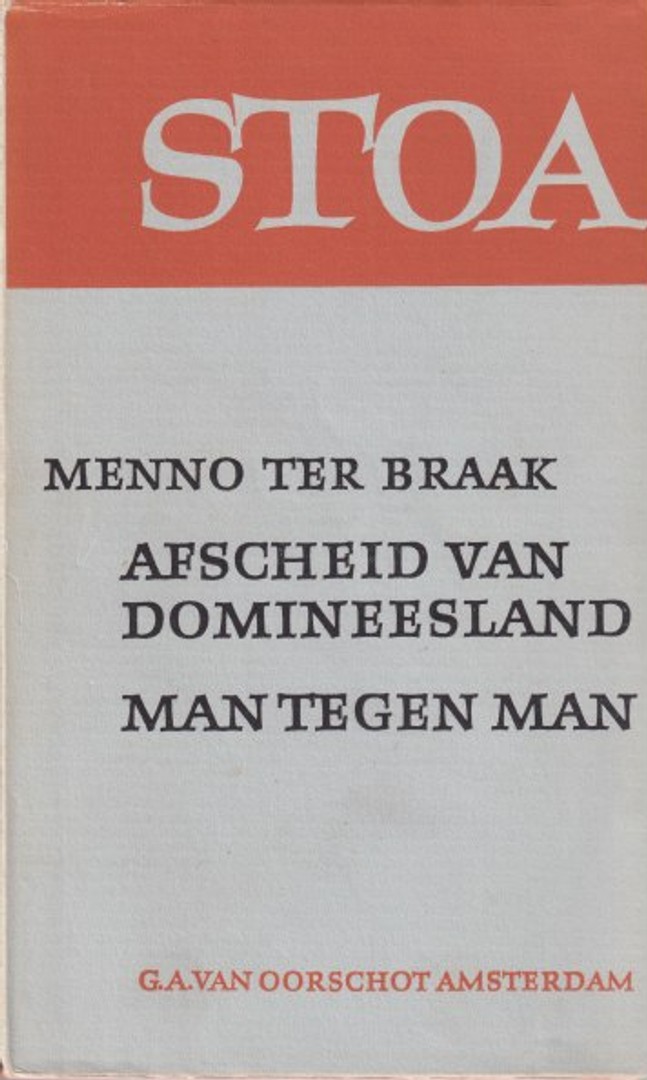 STOA
MENNO TER BRAAK
AFSCHEID VAN
DOMINEESLAND
MAN TEGEN MAN
G.A. VAN OORSCHOT AMSTERDAM